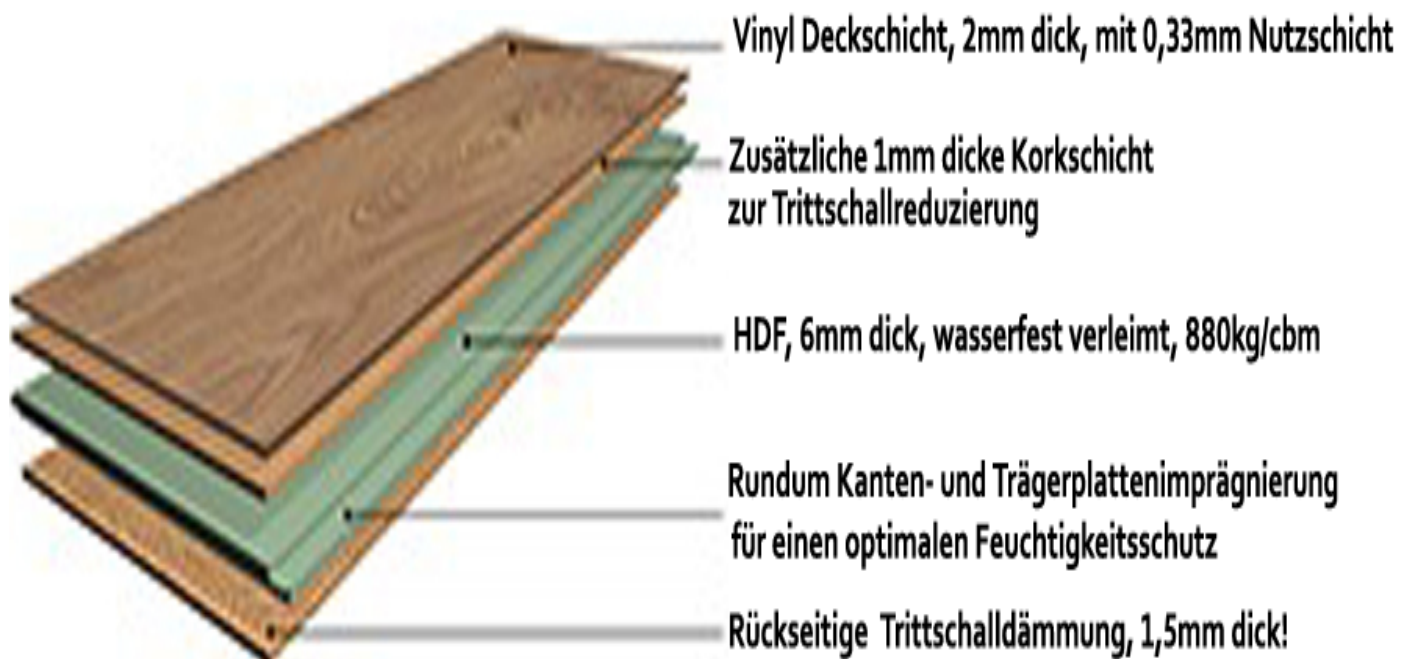 Vinyl Deckschicht, 2mm dick, mit 0,33mm Nutzschicht
Zusätzliche 1mm dicke Korkschicht
zur Trittschallreduzierung
HDF, 6mm dick, wasserfest verleimt, 880kg/cbm
Rundum Kanten- und Trägerplattenimprägnierung
für einen optimalen Feuchtigkeitsschutz
Rückseitige Trittschalldämmung, 1,5mm dick!